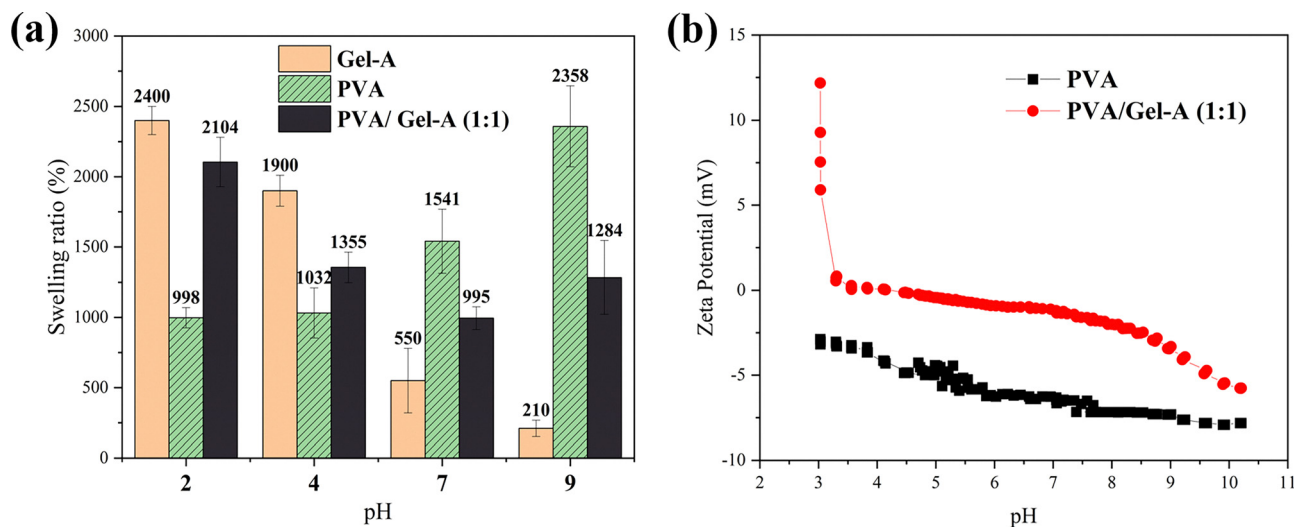 (a)
3000
2500
2000
1500
1000
500
0
Swelling ratio (%)
Gel-A
PVA
PVA/ Gel-A (1:1)
2400
998
2104
1900
1032
1355
550
1541
995
210
2358
1284
2 4 7 9
pH
(b)
15
10
5
0
-5
-10
Zeta Potential (mV)
PVA
PVA/Gel-A (1:1)
2 3 4 5 6 7 8 9 10 11
pH